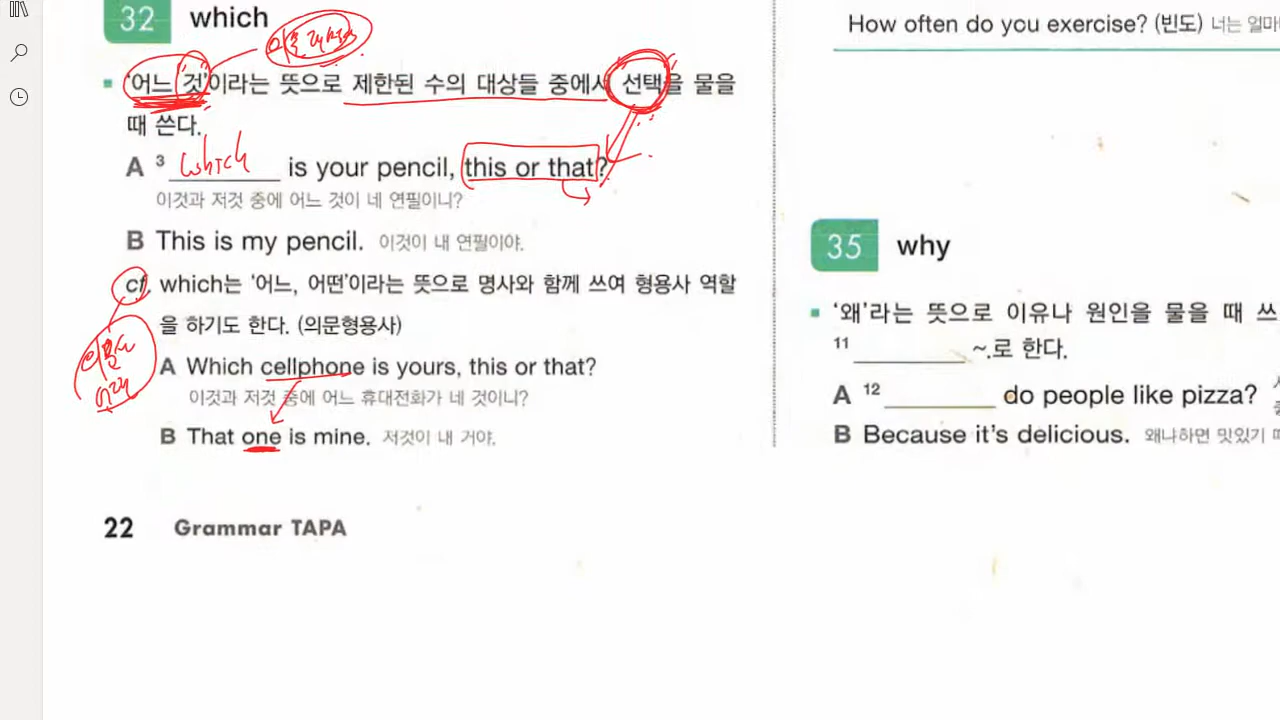 32 which
'어느 것'이라는 뜻으로 제한된 수의 대상들 중에서 선택을 물을
때 쓴다.
A ³ which is your pencil, this or that?
이것과 저것 중에 어느 것이 네 연필이니?
B This is my pencil. 이것이 내 연필이야.
cf. which는 '어느, 어떤'이라는 뜻으로 명사와 함께 쓰여 형용사 역할
을 하기도 한다. (의문형용사)
A Which cellphone is yours, this or that?
이것과 저것 중에 어느 휴대전화가 네 것이니?
B That one is mine. 저것이 내 거야.
22 Grammar TAPA
How often do you exercise? (빈도) 너는 얼마
35 why
'왜'라는 뜻으로 이유나 원인을 물을 때 쓰
11 ________ ~.로 한다.
A 12 ________ do people like pizza?
B Because it's delicious. 왜냐하면 맛있기 때